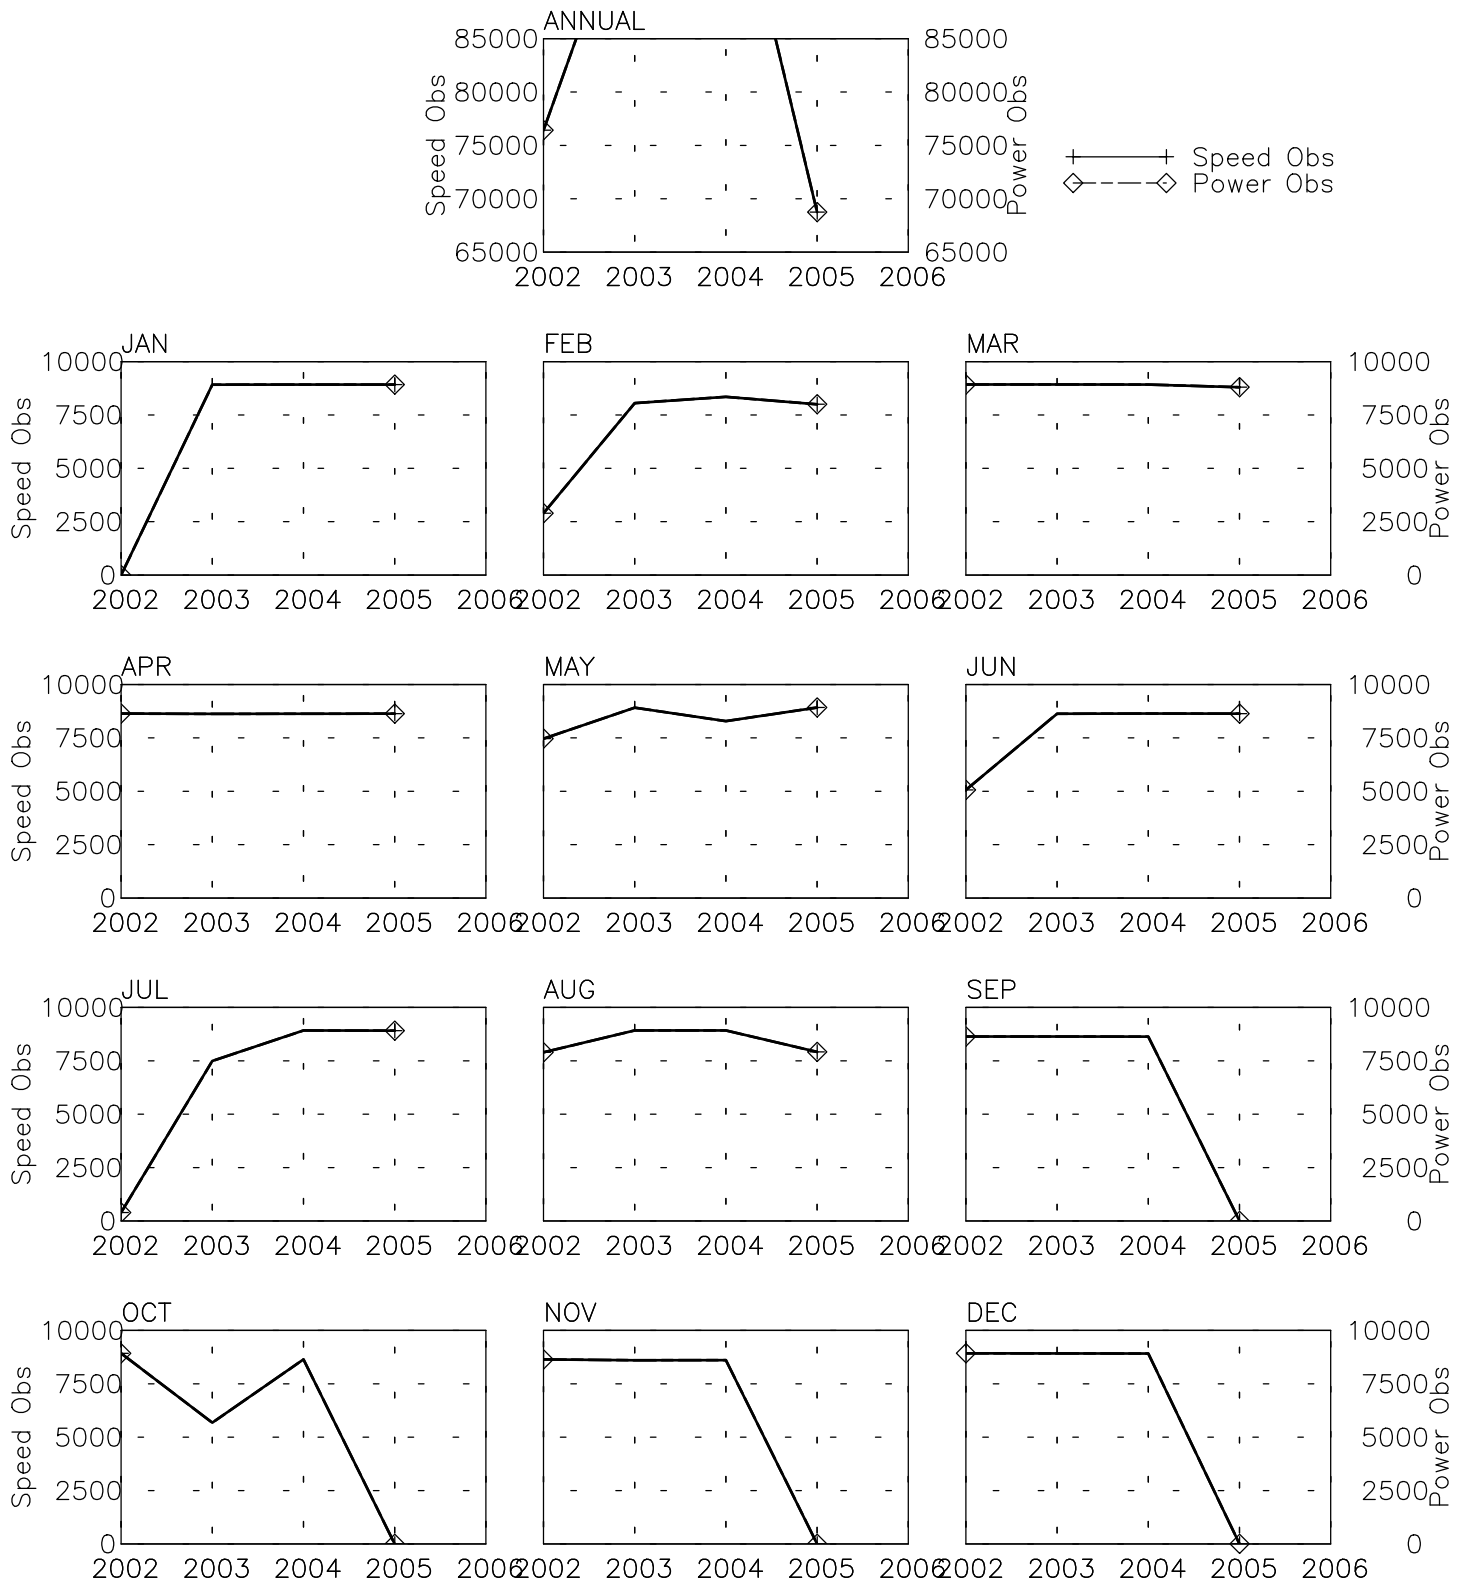 ANNUAL
85000 85000
80000 80000
75000 75000
70000 70000
65000 65000
Speed Obs
Power Obs
2002 2003 2004 2005 2006
Speed Obs
Power Obs
JAN FEB MAR
10000 10000
7500 7500
5000 5000
2500 2500
0 0
Speed Obs
Power Obs
2002 2003 2004 2005 2006 2002 2003 2004 2005 2006 2002 2003 2004 2005 2006
APR MAY JUN
10000 10000
7500 7500
5000 5000
2500 2500
0 0
Speed Obs
Power Obs
2002 2003 2004 2005 2006 2002 2003 2004 2005 2006 2002 2003 2004 2005 2006
JUL AUG SEP
10000 10000
7500 7500
5000 5000
2500 2500
0 0
Speed Obs
Power Obs
2002 2003 2004 2005 2006 2002 2003 2004 2005 2006 2002 2003 2004 2005 2006
OCT NOV DEC
10000 10000
7500 7500
5000 5000
2500 2500
0 0
Speed Obs
Power Obs
2002 2003 2004 2005 2006 2002 2003 2004 2005 2006 2002 2003 2004 2005 2006